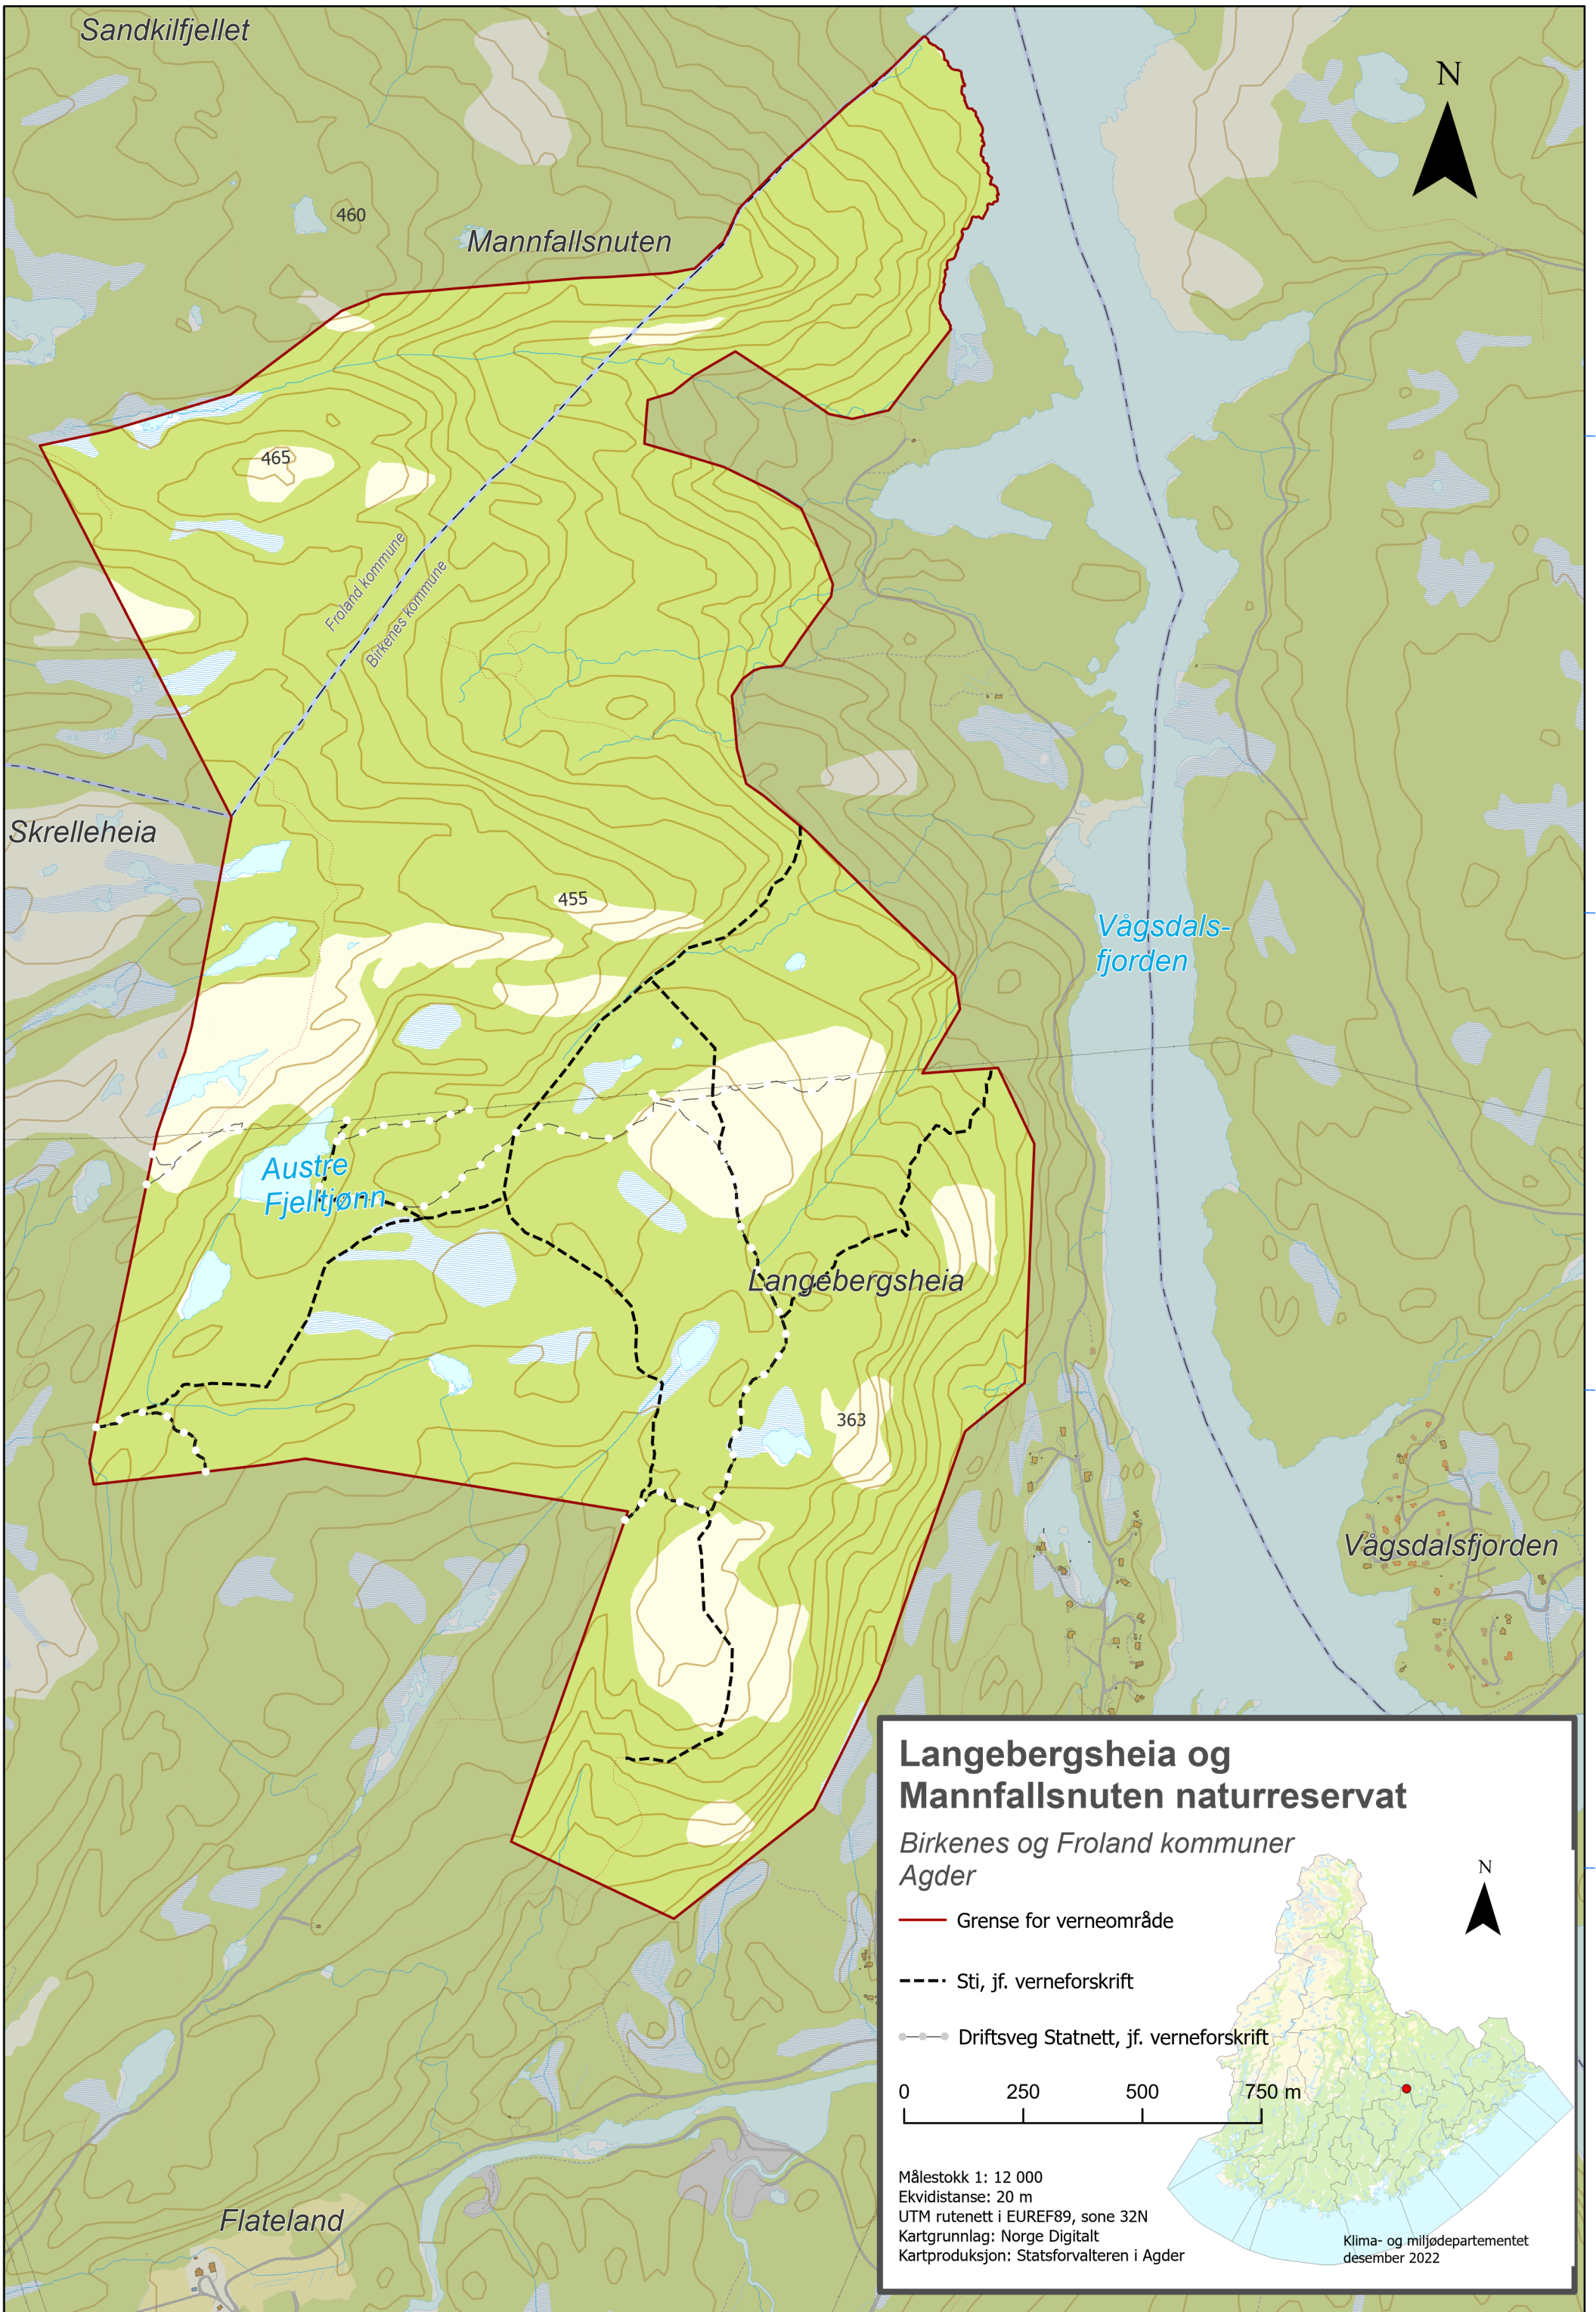 Sandkilfjellet
N
460
Mannfallsnuten
465
Froland kommune
Birkenes kommune
Skrelleheia
455
Vågsdals-
fjorden
Austre
Fjelltjønn
Langebergsheia
363
Vågsdalsfjorden
Flateland
Langebergsheia og
Mannfallsnuten naturreservat
Birkenes og Froland kommuner
Agder
N
Grense for verneområde
Sti, jf. verneforskrift
Driftsveg Statnett, jf. verneforskrift
0 250 500 750 m
Målestokk 1: 12 000
Ekvidistanse: 20 m
UTM rutenett i EUREF89, sone 32N
Kartgrunnlag: Norge Digitalt
Kartproduksjon: Statsforvalteren i Agder
Klima- og miljødepartementet
desember 2022